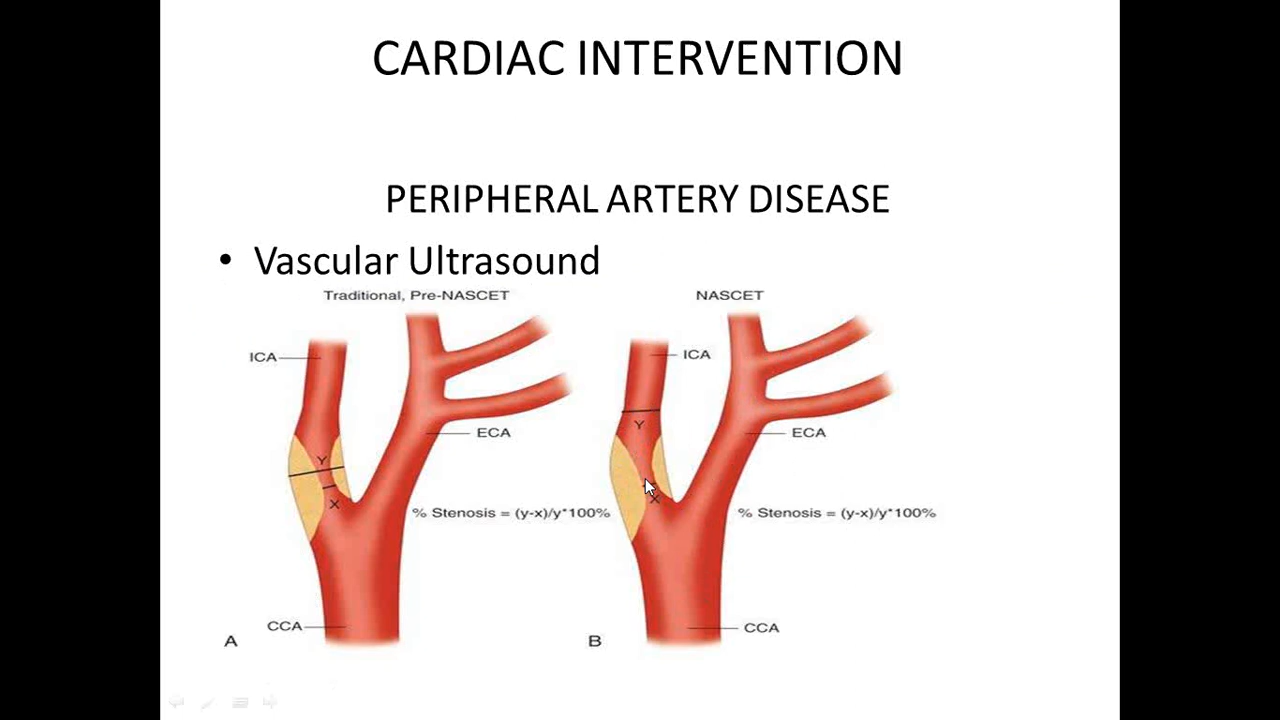 CARDIAC INTERVENTION
PERIPHERAL ARTERY DISEASE
• Vascular Ultrasound
Traditional, Pre-NASCET
NASCET
ICA
ICA
Y
ECA
Y
ECA
X
X
% Stenosis = (y-x)/y*100%
% Stenosis = (y-x)/y*100%
CCA
CCA
A
B